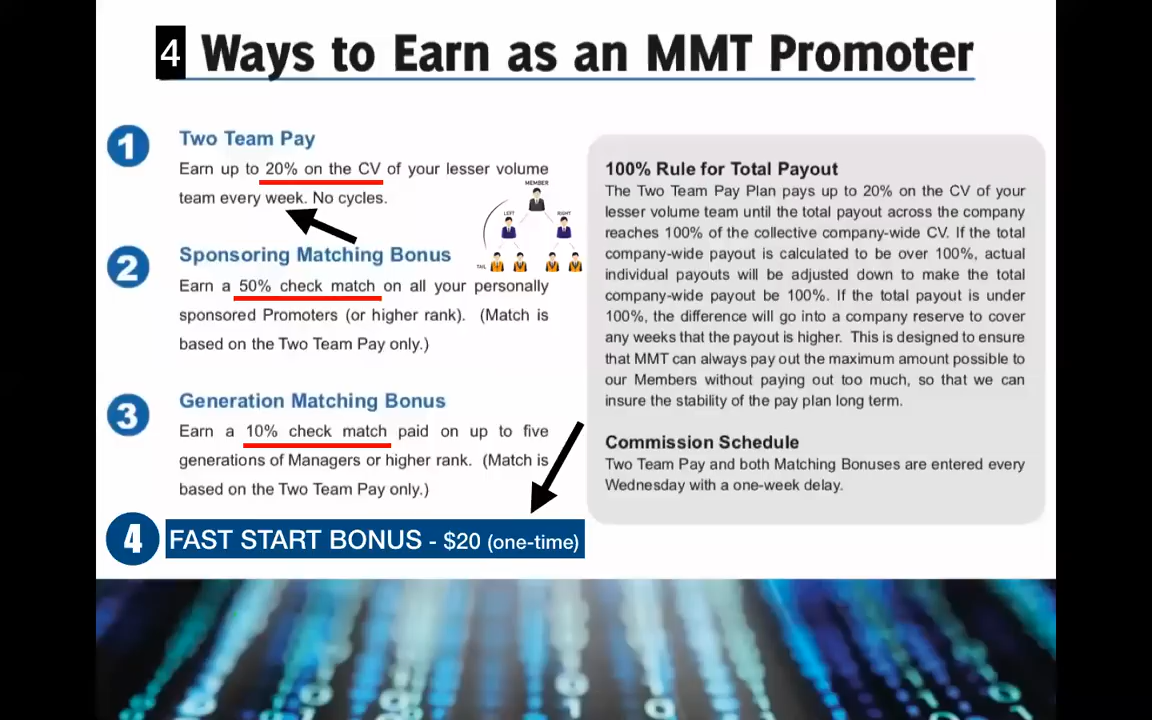 4 Ways to Earn as an MMT Promoter
1
Two Team Pay
Earn up to 20% on the CV of your lesser volume
team every week. No cycles.
MEMBER
LEFT
RIGHT
TAIL
2
Sponsoring Matching Bonus
Earn a 50% check match on all your personally
sponsored Promoters (or higher rank). (Match is
based on the Two Team Pay only.)
3
Generation Matching Bonus
Earn a 10% check match paid on up to five
generations of Managers or higher rank. (Match is
based on the Two Team Pay only.)
4
FAST START BONUS - $20 (one-time)
100% Rule for Total Payout
The Two Team Pay Plan pays up to 20% on the CV of your
lesser volume team until the total payout across the company
reaches 100% of the collective company-wide CV. If the total
company-wide payout is calculated to be over 100%, actual
individual payouts will be adjusted down to make the total
company-wide payout be 100%. If the total payout is under
100%, the difference will go into a company reserve to cover
any weeks that the payout is higher. This is designed to ensure
that MMT can always pay out the maximum amount possible to
our Members without paying out too much, so that we can
insure the stability of the pay plan long term.
Commission Schedule
Two Team Pay and both Matching Bonuses are entered every
Wednesday with a one-week delay.